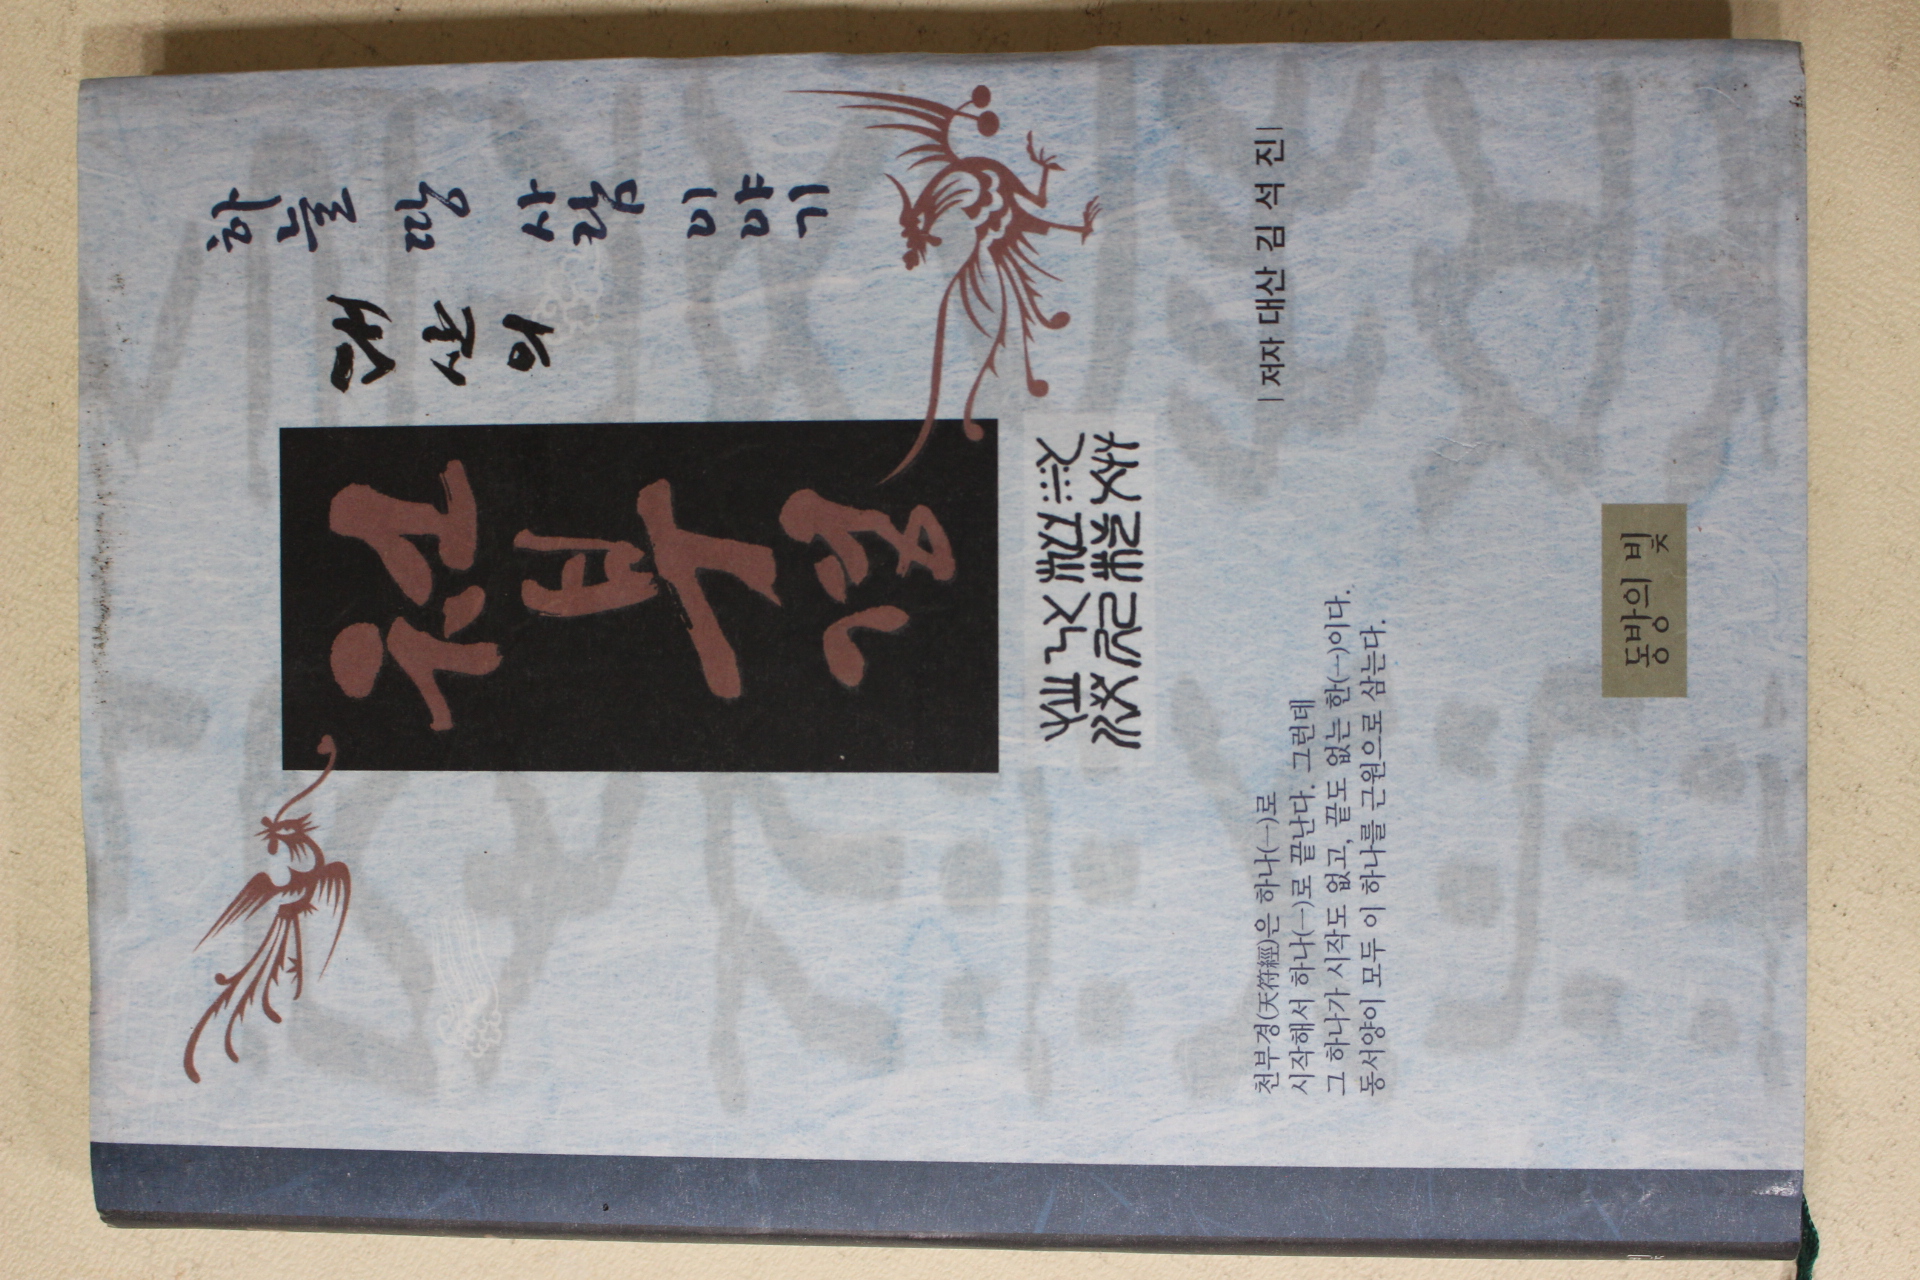 하늘 땅 사람 이야기
대산의
천부경
| 저자 대산 김 석 진 |
천부경(天符經)은 하나(一)로
시작해서 하나(一)로 끝난다. 그런데
그 하나가 시작도 없고, 끝도 없는 한(一)이다.
동서양이 모두 이 하나를 근원으로 삼는다.
동방의 빛